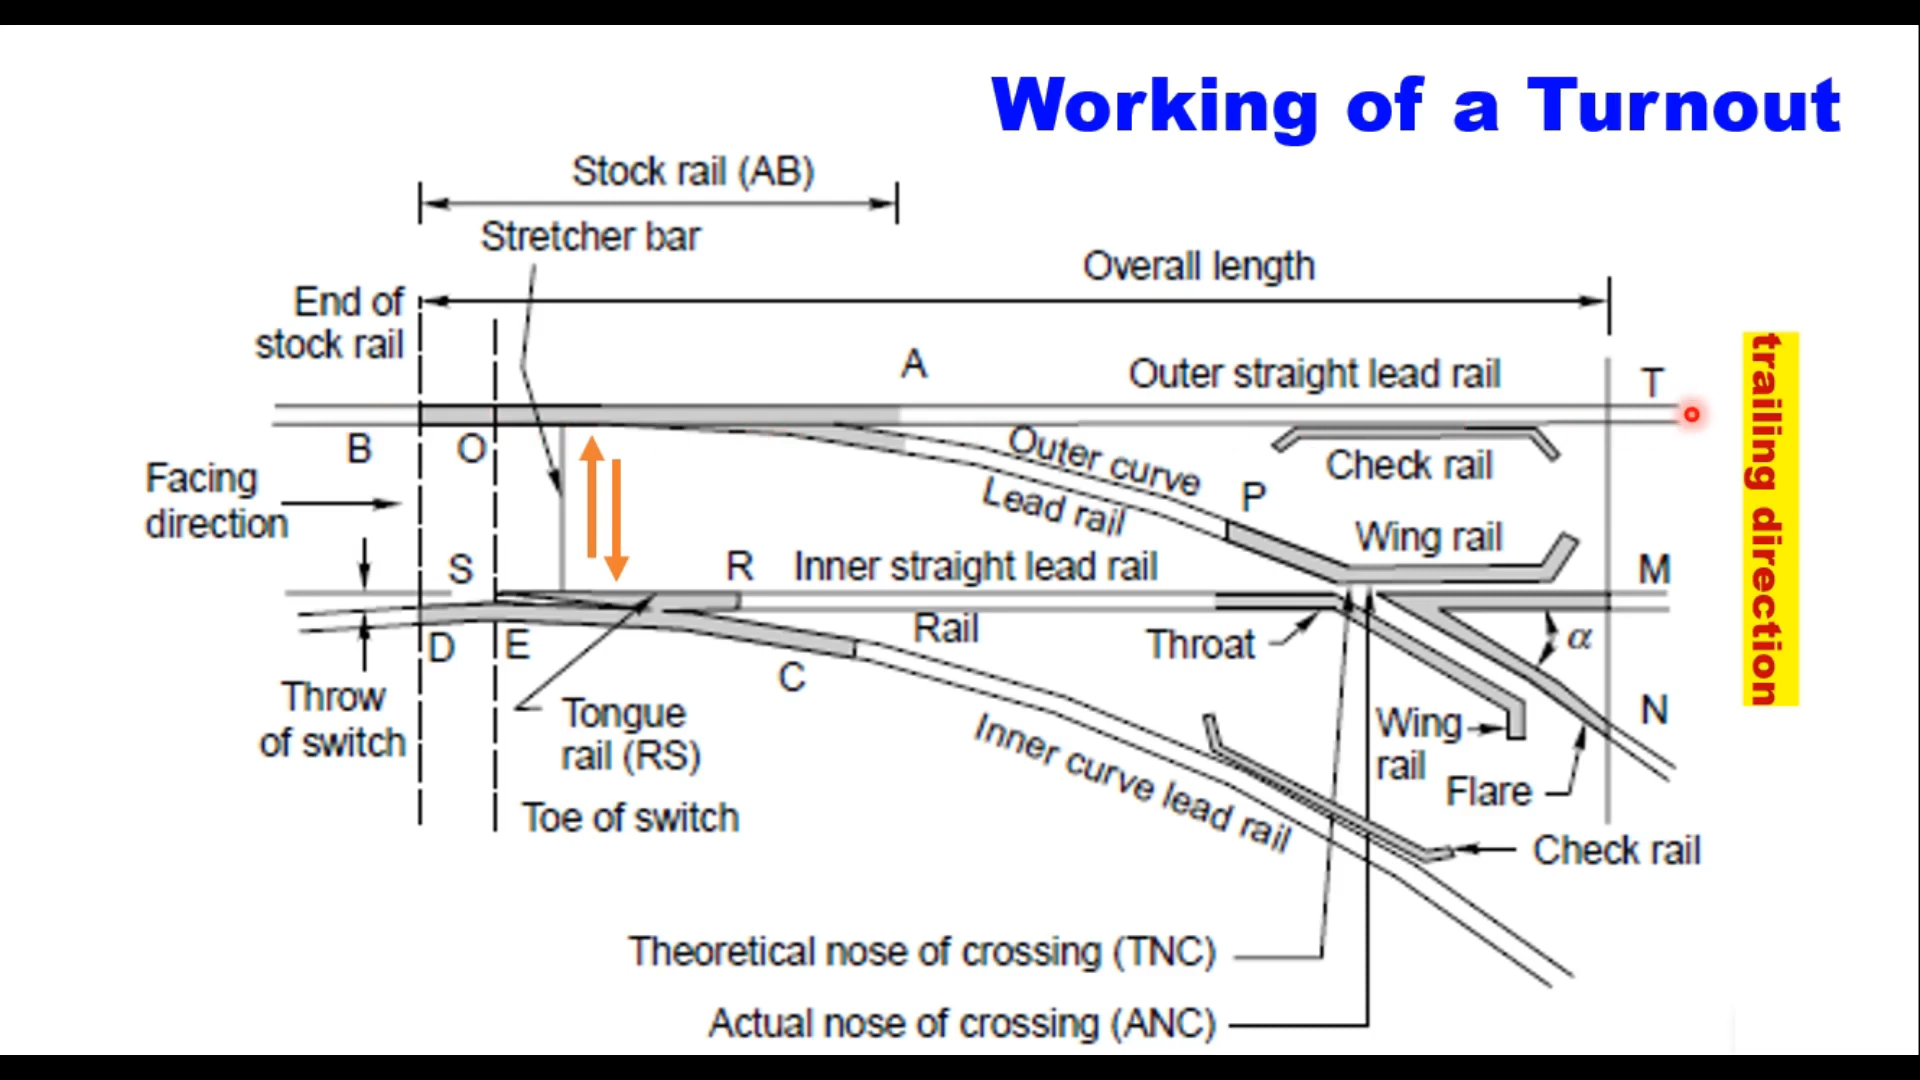 Working of a Turnout
Stock rail (AB)
Stretcher bar
Overall length
End of
stock rail
A
Outer straight lead rail
T
B
O
Outer curve
Lead rail
Check rail
Facing
direction
P
Wing rail
trailing direction
S
R
Inner straight lead rail
M
D
E
Rail
Throat
α
C
Throw
of switch
Tongue
rail (RS)
Inner curve lead rail
Wing
rail
N
Flare
Toe of switch
Check rail
Theoretical nose of crossing (TNC)
Actual nose of crossing (ANC)